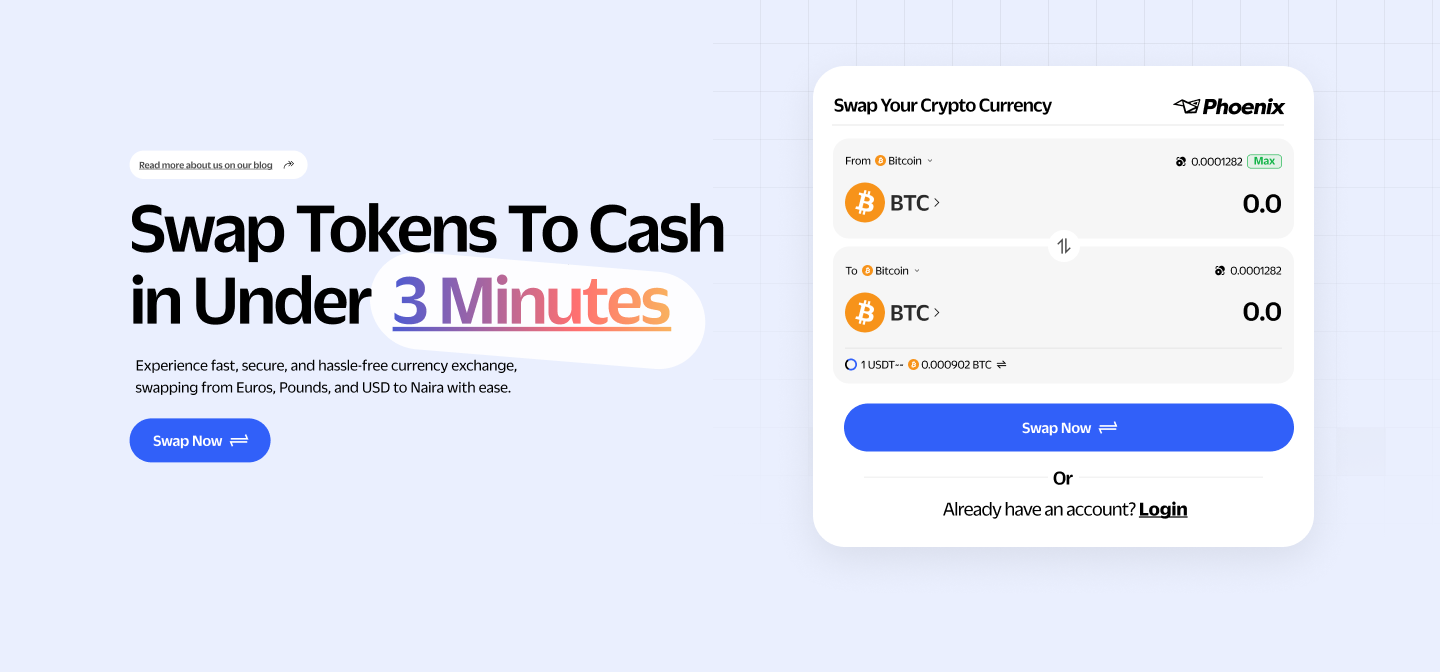 Read more about us on our blog
Swap Tokens To Cash
in Under 3 Minutes
Experience fast, secure, and hassle-free currency exchange,
swapping from Euros, Pounds, and USD to Naira with ease.
Swap Now
Swap Your Crypto Currency
Phoenix
From Bitcoin
0.0001282 Max
BTC
0.0
To Bitcoin
0.0001282
BTC
0.0
1 USDT-- 0.000902 BTC
Swap Now
Or
Already have an account? Login